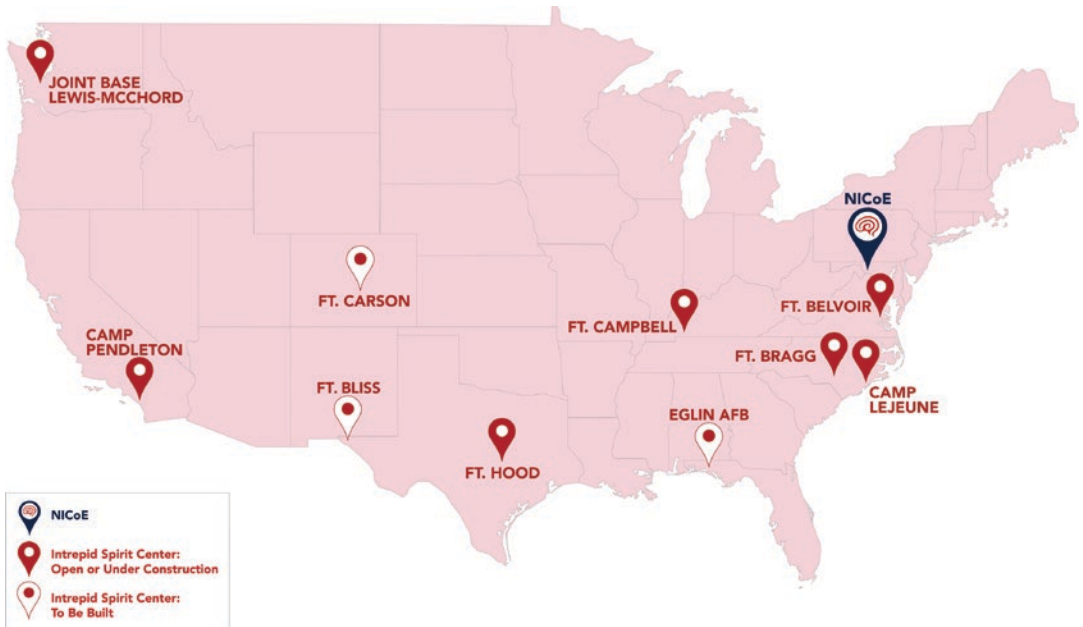 JOINT BASE
LEWIS-MCCHORD
NICoE
FT. CARSON
FT. BELVOIR
FT. CAMPBELL
CAMP
PENDLETON
FT. BRAGG
FT. BLISS
CAMP
LEJEUNE
EGLIN AFB
FT. HOOD
NICoE
Intrepid Spirit Center:
Open or Under Construction
Intrepid Spirit Center:
To Be Built